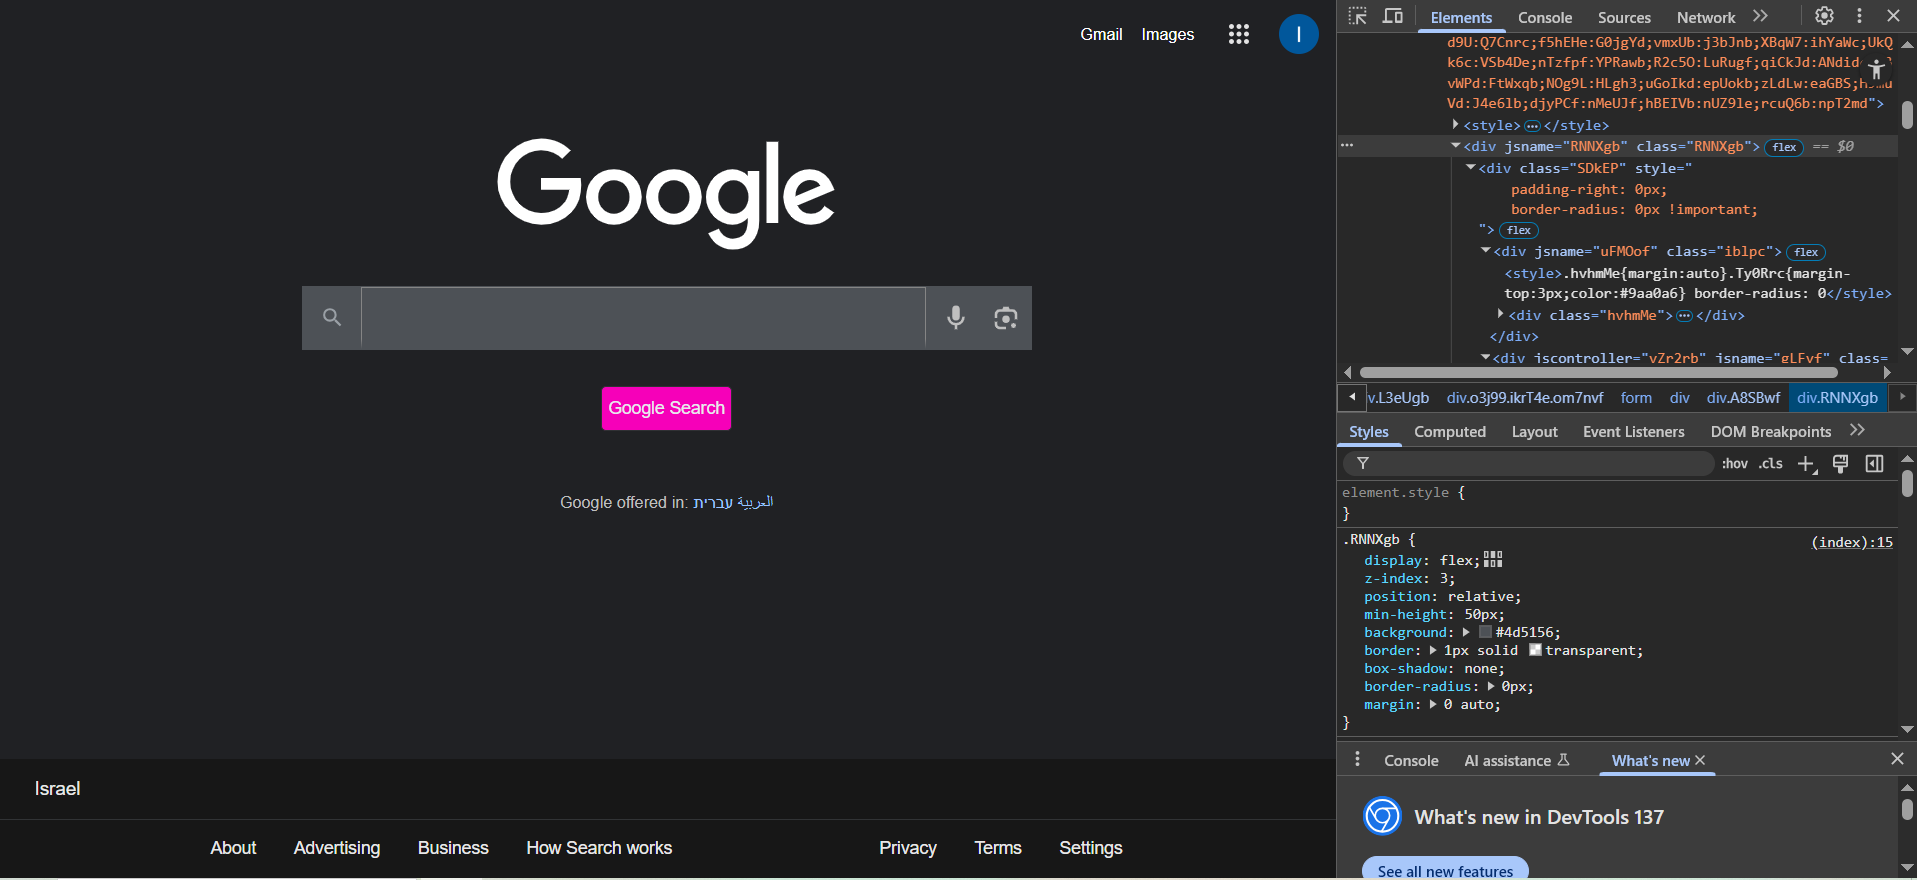 Gmail Images I
Google
Google Search
Google offered in: עברית العربية
Israel
About Advertising Business How Search works
Privacy Terms Settings
Elements Console Sources Network
d9U:Q7Cnrc;f5hEHe:G0jgYd;vmxUb:j3bJnb;XBqW7:ihYaWc;UkQ
k6c:VSb4De;nTzfpf:YPRawb;R2c5O:LuRugf;qiCkJd:ANdid
vWPd:FtWxqb;NOg9L:HLgh3;uGoIkd:epUokb;zLdLw:eaGBS;
Vd:J4e6lb;djyPCf:nMeUJf;hBEIVb:nUZ9le;rcuQ6b:npT2md">
<style>…</style>
<div jsname="RNNXgb" class="RNNXgb"> flex == $0
<div class="SDkEP" style="
padding-right: 0px;
border-radius: 0px !important;
"> flex
<div jsname="uFMOof" class="iblpc"> flex
<style>.hvhmMe{margin:auto}.Ty0Rrc{margin-
top:3px;color:#9aa0a6} border-radius: 0</style>
<div class="hvhmMe">…</div>
</div>
<div jscontroller="vZr2rb" jsname="gLFyf" class=
v.L3eUgb div.o3j99.ikrT4e.om7nvf form div div.A8SBwf div.RNNXgb
Styles Computed Layout Event Listeners DOM Breakpoints
:hov .cls
element.style {
}
.RNNXgb { (index):15
display: flex;
z-index: 3;
position: relative;
min-height: 50px;
background: #4d5156;
border: 1px solid transparent;
box-shadow: none;
border-radius: 0px;
margin: 0 auto;
}
Console AI assistance What's new
What's new in DevTools 137
See all new features